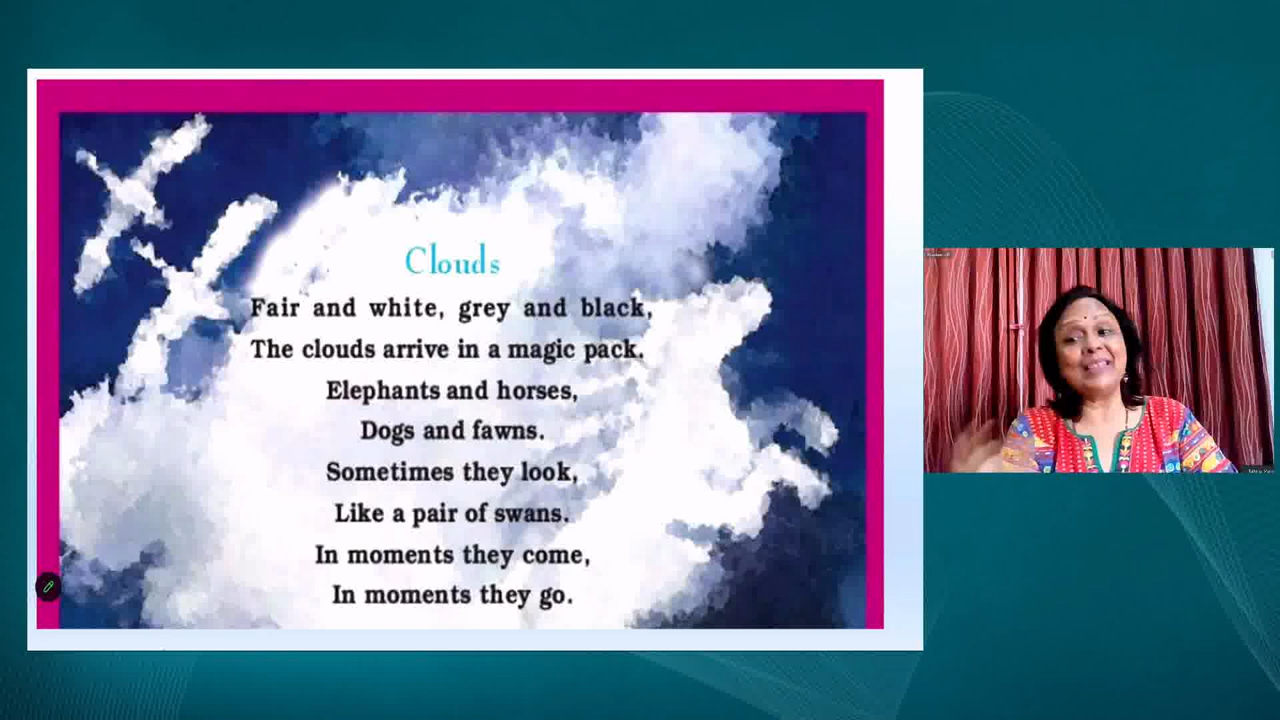 Clouds
Fair and white, grey and black,
The clouds arrive in a magic pack.
Elephants and horses,
Dogs and fawns.
Sometimes they look,
Like a pair of swans.
In moments they come,
In moments they go.